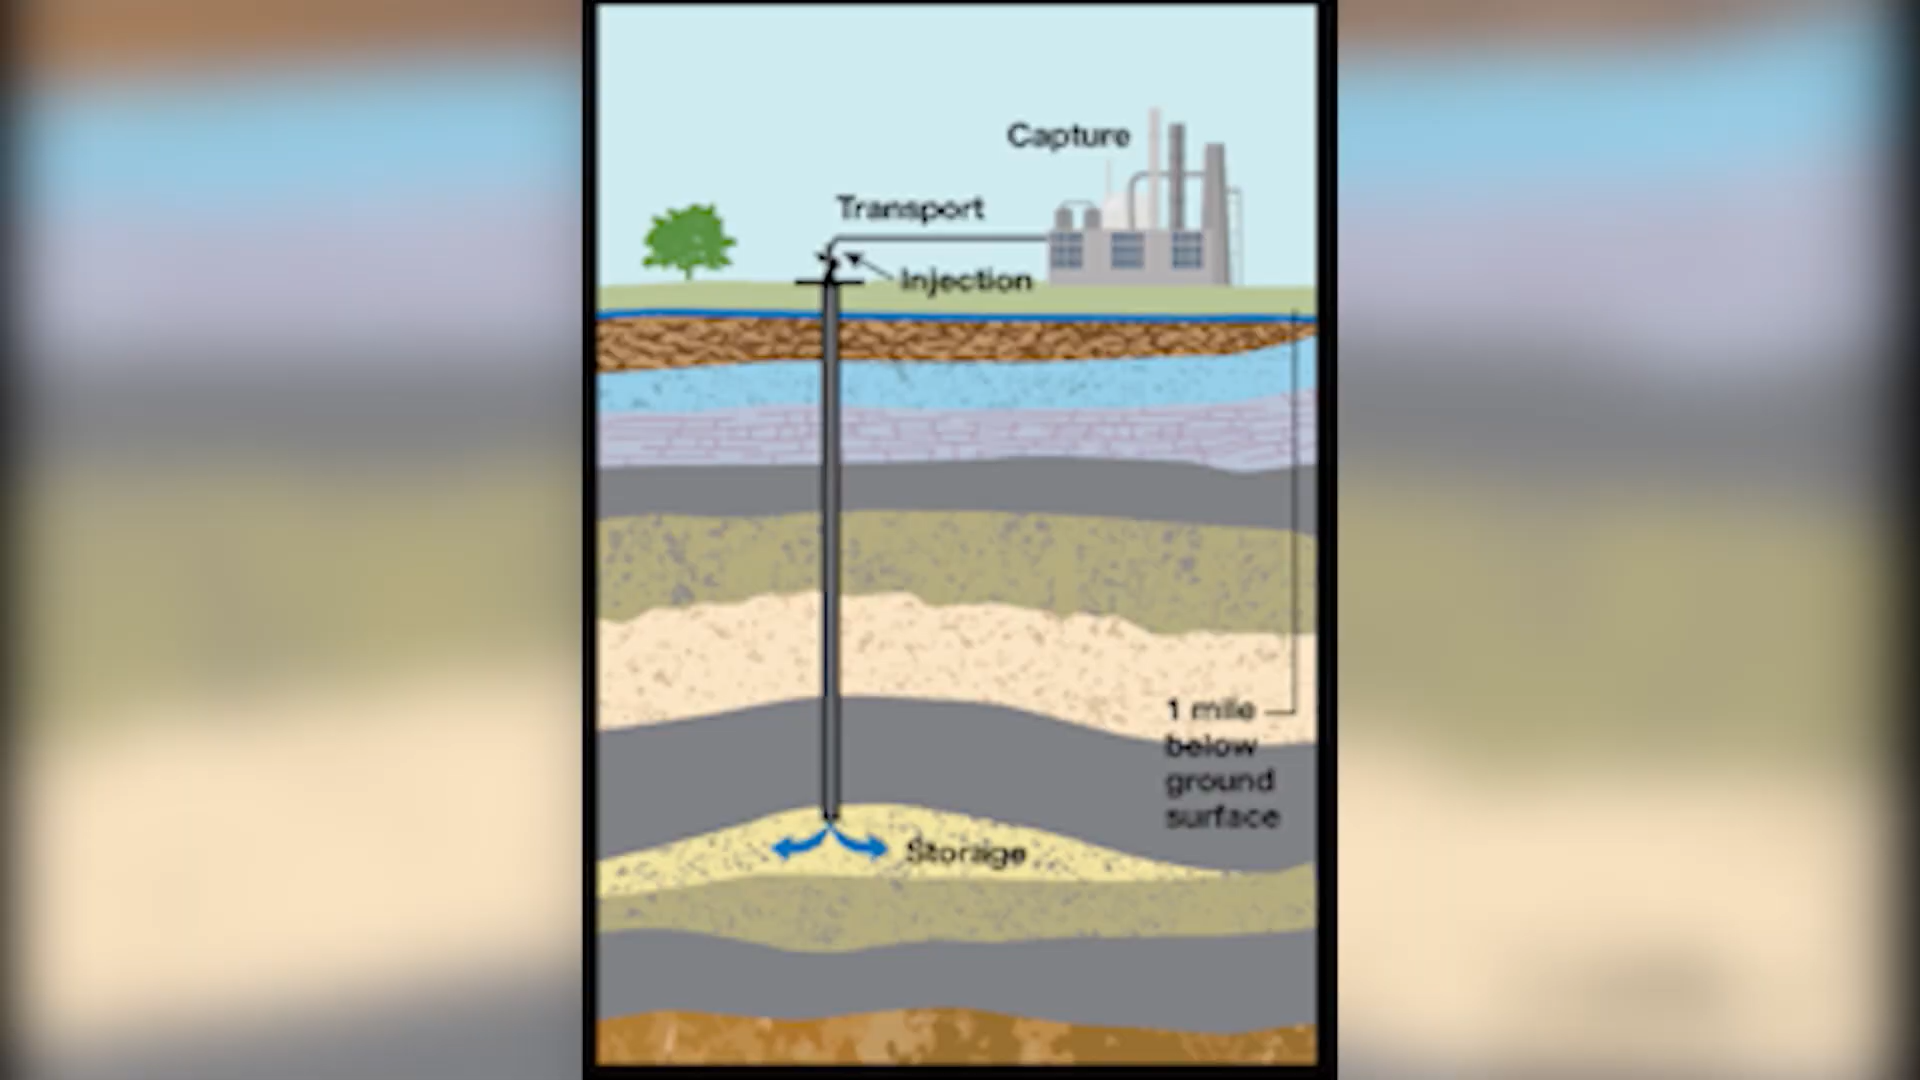 Capture
Transport
Injection
1 mile
below
ground
surface
Storage